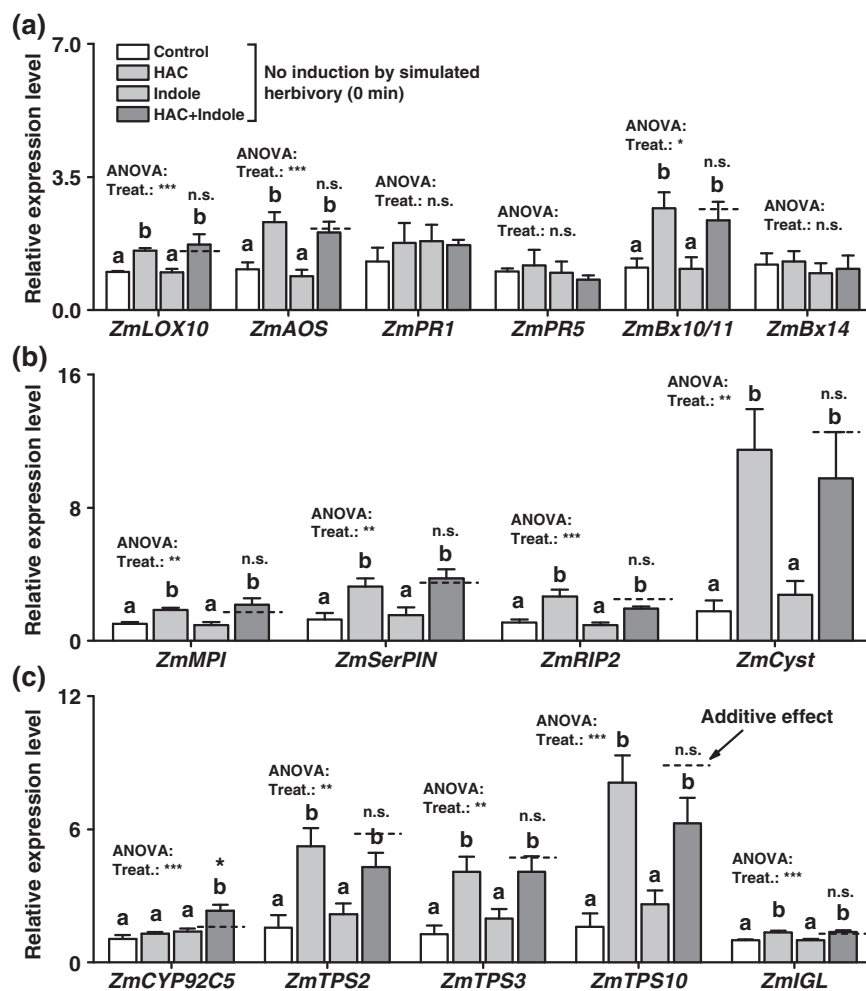 (a)
7.0
3.5
0.0
Relative expression level
Control
HAC
Indole
HAC+Indole
No induction by simulated
herbivory (0 min)
ANOVA:
Treat.: ***
a
b
a
n.s.
b
ZmLOX10
ANOVA:
Treat.: ***
a
b
a
n.s.
b
ZmAOS
ANOVA:
Treat.: n.s.
ZmPR1
ANOVA:
Treat.: n.s.
ZmPR5
ANOVA:
Treat.: *
a
b
a
n.s.
b
ZmBx10/11
ANOVA:
Treat.: n.s.
ZmBx14
(b)
16
8
0
Relative expression level
ANOVA:
Treat.: **
a
b
a
n.s.
b
ZmMPI
ANOVA:
Treat.: **
a
b
a
n.s.
b
ZmSerPIN
ANOVA:
Treat.: ***
a
b
a
n.s.
b
ZmRIP2
ANOVA:
Treat.: **
a
b
a
n.s.
b
ZmCyst
(c)
12
6
0
Relative expression level
ANOVA:
Treat.: ***
a
a
a
*
b
ZmCYP92C5
ANOVA:
Treat.: **
a
b
a
n.s.
b
ZmTPS2
ANOVA:
Treat.: **
a
b
a
n.s.
b
ZmTPS3
ANOVA:
Treat.: ***
a
b
a
n.s.
b
ZmTPS10
Additive effect
ANOVA:
Treat.: ***
a
b
a
n.s.
b
ZmIGL